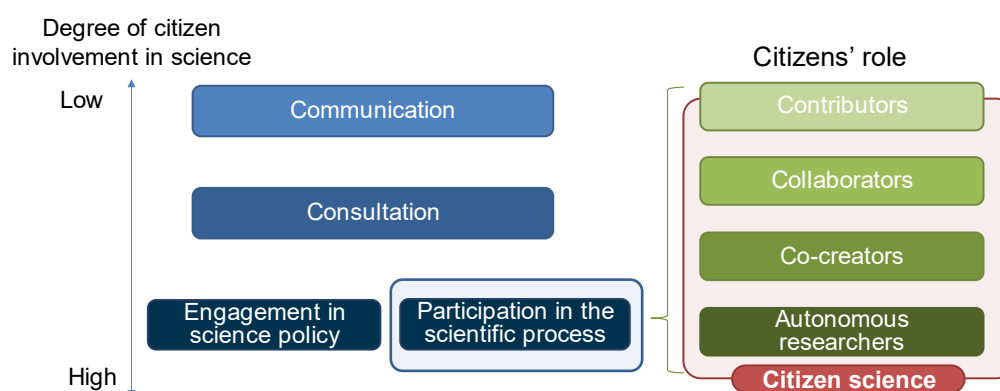 Degree of citizen
involvement in science
Low
Communication
Consultation
Engagement in
science policy
Participation in the
scientific process
High
Citizens’ role
Contributors
Collaborators
Co-creators
Autonomous
researchers
Citizen science